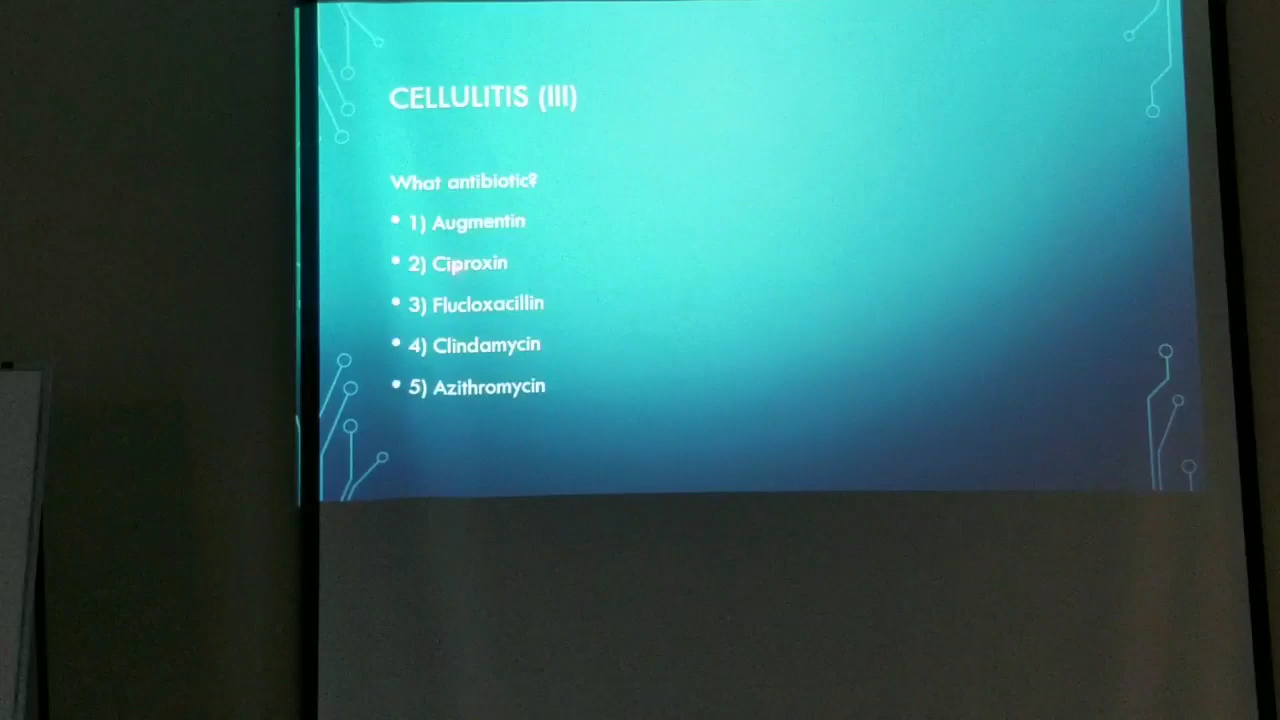 CELLULITIS (III)
What antibiotic?
• 1) Augmentin
• 2) Ciproxin
• 3) Flucloxacillin
• 4) Clindamycin
• 5) Azithromycin